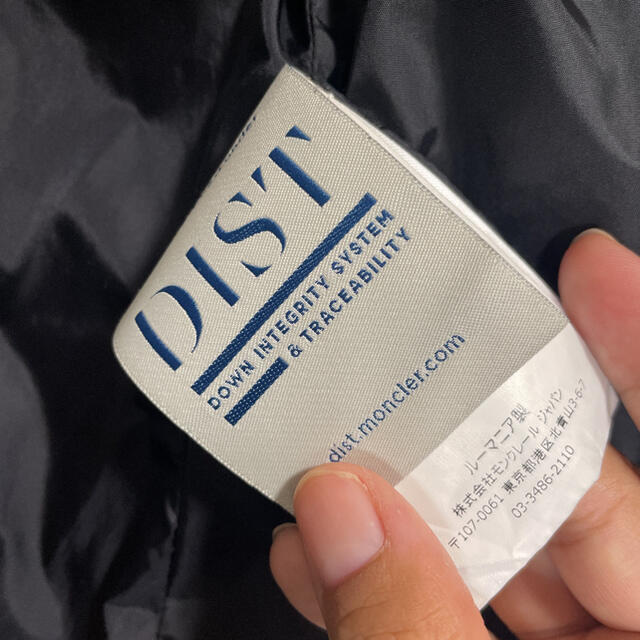 DIST
DOWN INTEGRITY SYSTEM
& TRACEABILITY
dist.moncler.com
ルーマニア製
株式会社モンクレール ジャパン
〒107-0061 東京都港区北青山3-6-7
03-3486-2110